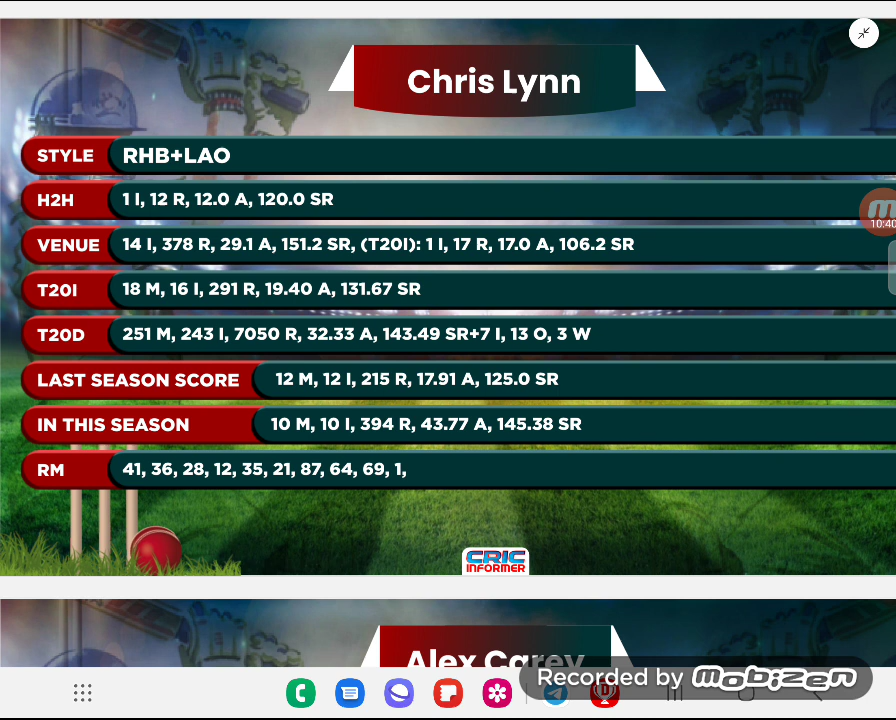 Chris Lynn
STYLE RHB+LAO
H2H 1 I, 12 R, 12.0 A, 120.0 SR
10:40
VENUE 14 I, 378 R, 29.1 A, 151.2 SR, (T20I): 1 I, 17 R, 17.0 A, 106.2 SR
T20I 18 M, 16 I, 291 R, 19.40 A, 131.67 SR
T20D 251 M, 243 I, 7050 R, 32.33 A, 143.49 SR+7 I, 13 O, 3 W
LAST SEASON SCORE 12 M, 12 I, 215 R, 17.91 A, 125.0 SR
IN THIS SEASON 10 M, 10 I, 394 R, 43.77 A, 145.38 SR
RM 41, 36, 28, 12, 35, 21, 87, 64, 69, 1,
CRIC
INFORMER
Alex Carey
Recorded by mobizen